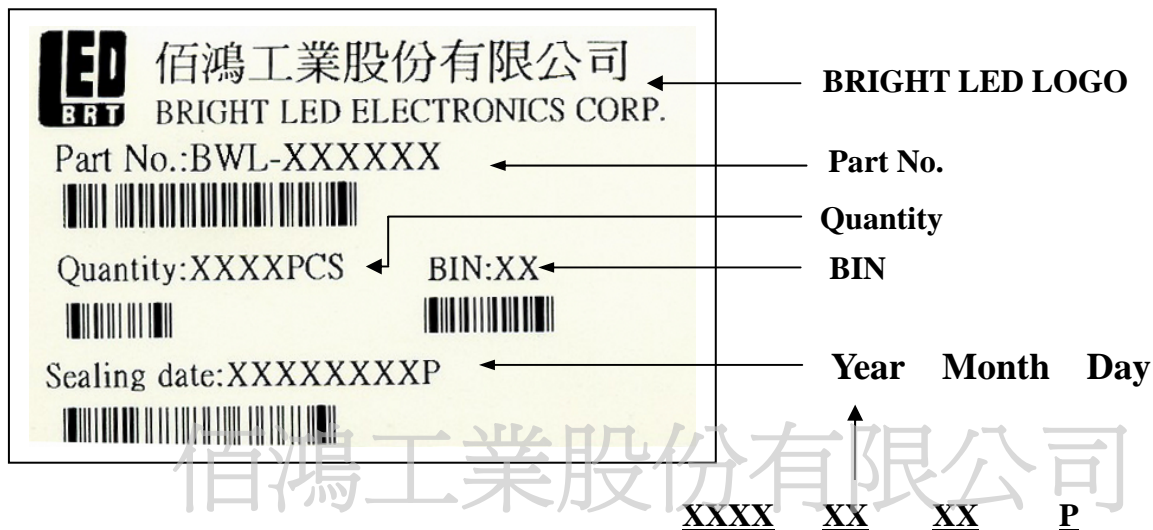 LED
BRT
佰鴻工業股份有限公司
BRIGHT LED ELECTRONICS CORP.
BRIGHT LED LOGO
Part No.:BWL-XXXXXX
Part No.
Quantity
Quantity:XXXXPCS
BIN:XX
BIN
Sealing date:XXXXXXXXP
Year Month Day
佰鴻工業股份有限公司
XXXX XX XX P